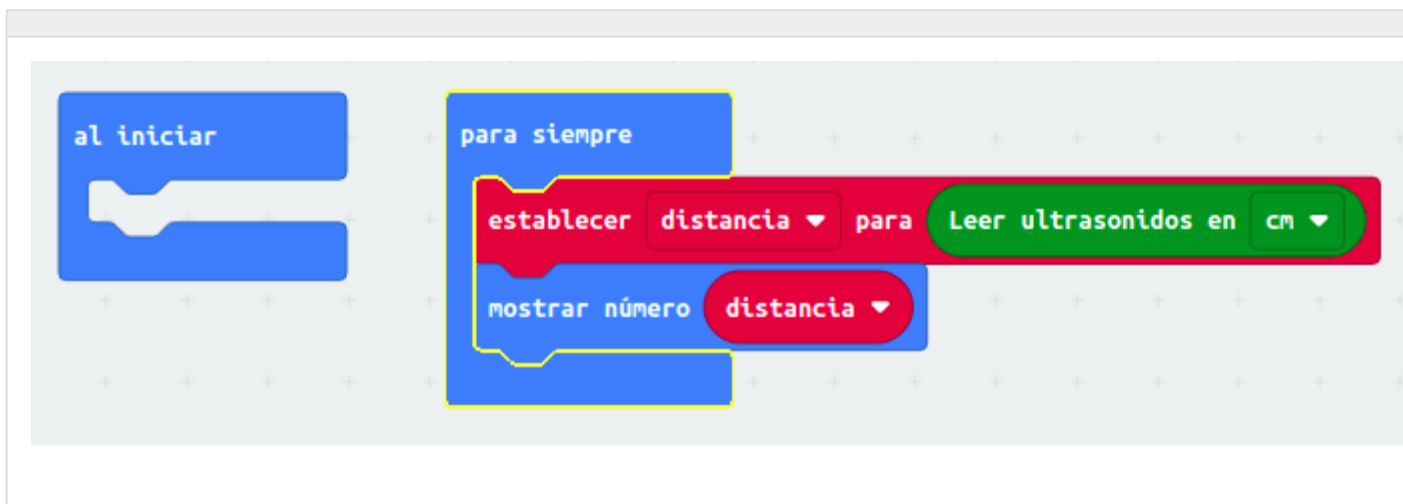 al iniciar
para siempre
establecer distancia para Leer ultrasonidos en cm
mostrar número distancia